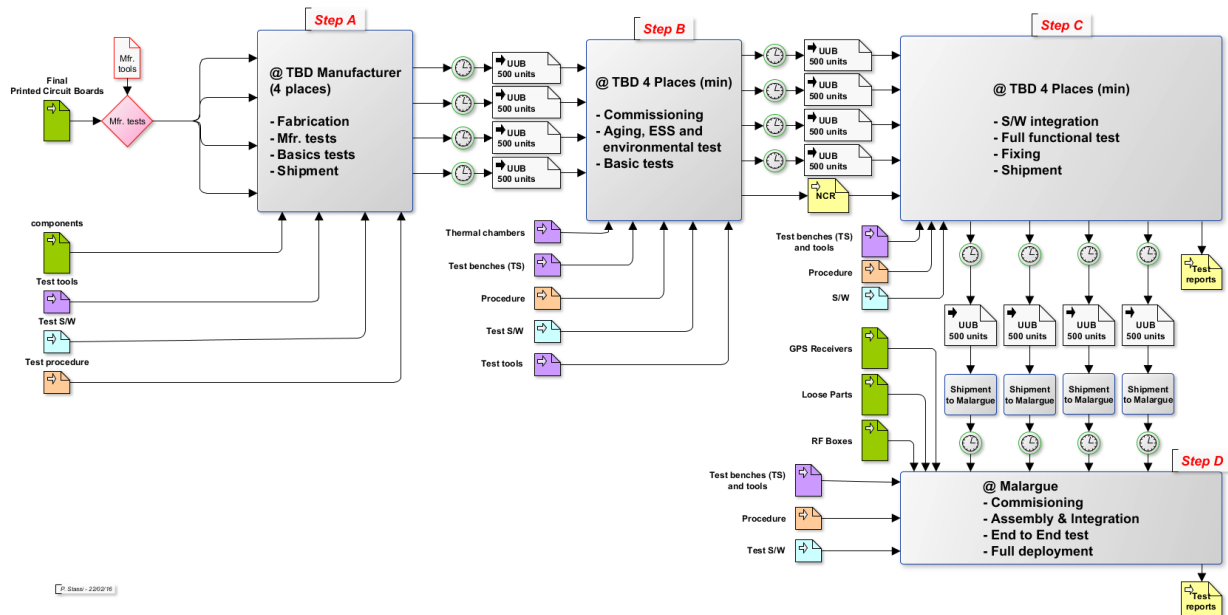 Step A
Step B
Step C
Mfr.
tools
Final
Printed Circuit Boards
Mfr. tests
@ TBD Manufacturer
(4 places)
- Fabrication
- Mfr. tests
- Basics tests
- Shipment
UUB
500 units
UUB
500 units
UUB
500 units
UUB
500 units
@ TBD 4 Places (min)
- Commissioning
- Aging, ESS and
environmental test
- Basic tests
UUB
500 units
UUB
500 units
UUB
500 units
UUB
500 units
NCR
@ TBD 4 Places (min)
- S/W integration
- Full functional test
- Fixing
- Shipment
components
Test tools
Test S/W
Test procedure
Thermal chambers
Test benches (TS)
Procedure
Test S/W
Test tools
Test benches (TS)
and tools
Procedure
S/W
Test
reports
UUB
500 units
UUB
500 units
UUB
500 units
UUB
500 units
GPS Receivers
Loose Parts
RF Boxes
Shipment
to Malargue
Shipment
to Malargue
Shipment
to Malargue
Shipment
to Malargue
Step D
Test benches (TS)
and tools
Procedure
Test S/W
@ Malargue
- Commisioning
- Assembly & Integration
- End to End test
- Full deployment
Test
reports
P. Stassi - 22/02/16